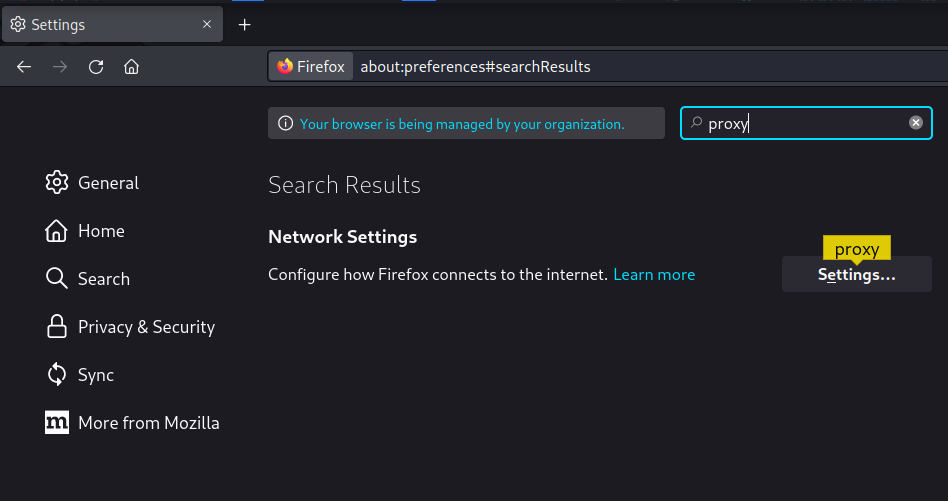 Settings
Firefox about:preferences#searchResults
Your browser is being managed by your organization.
proxy
General
Home
Search
Privacy & Security
Sync
m More from Mozilla
Search Results
Network Settings
Configure how Firefox connects to the internet. Learn more
proxy
Settings...